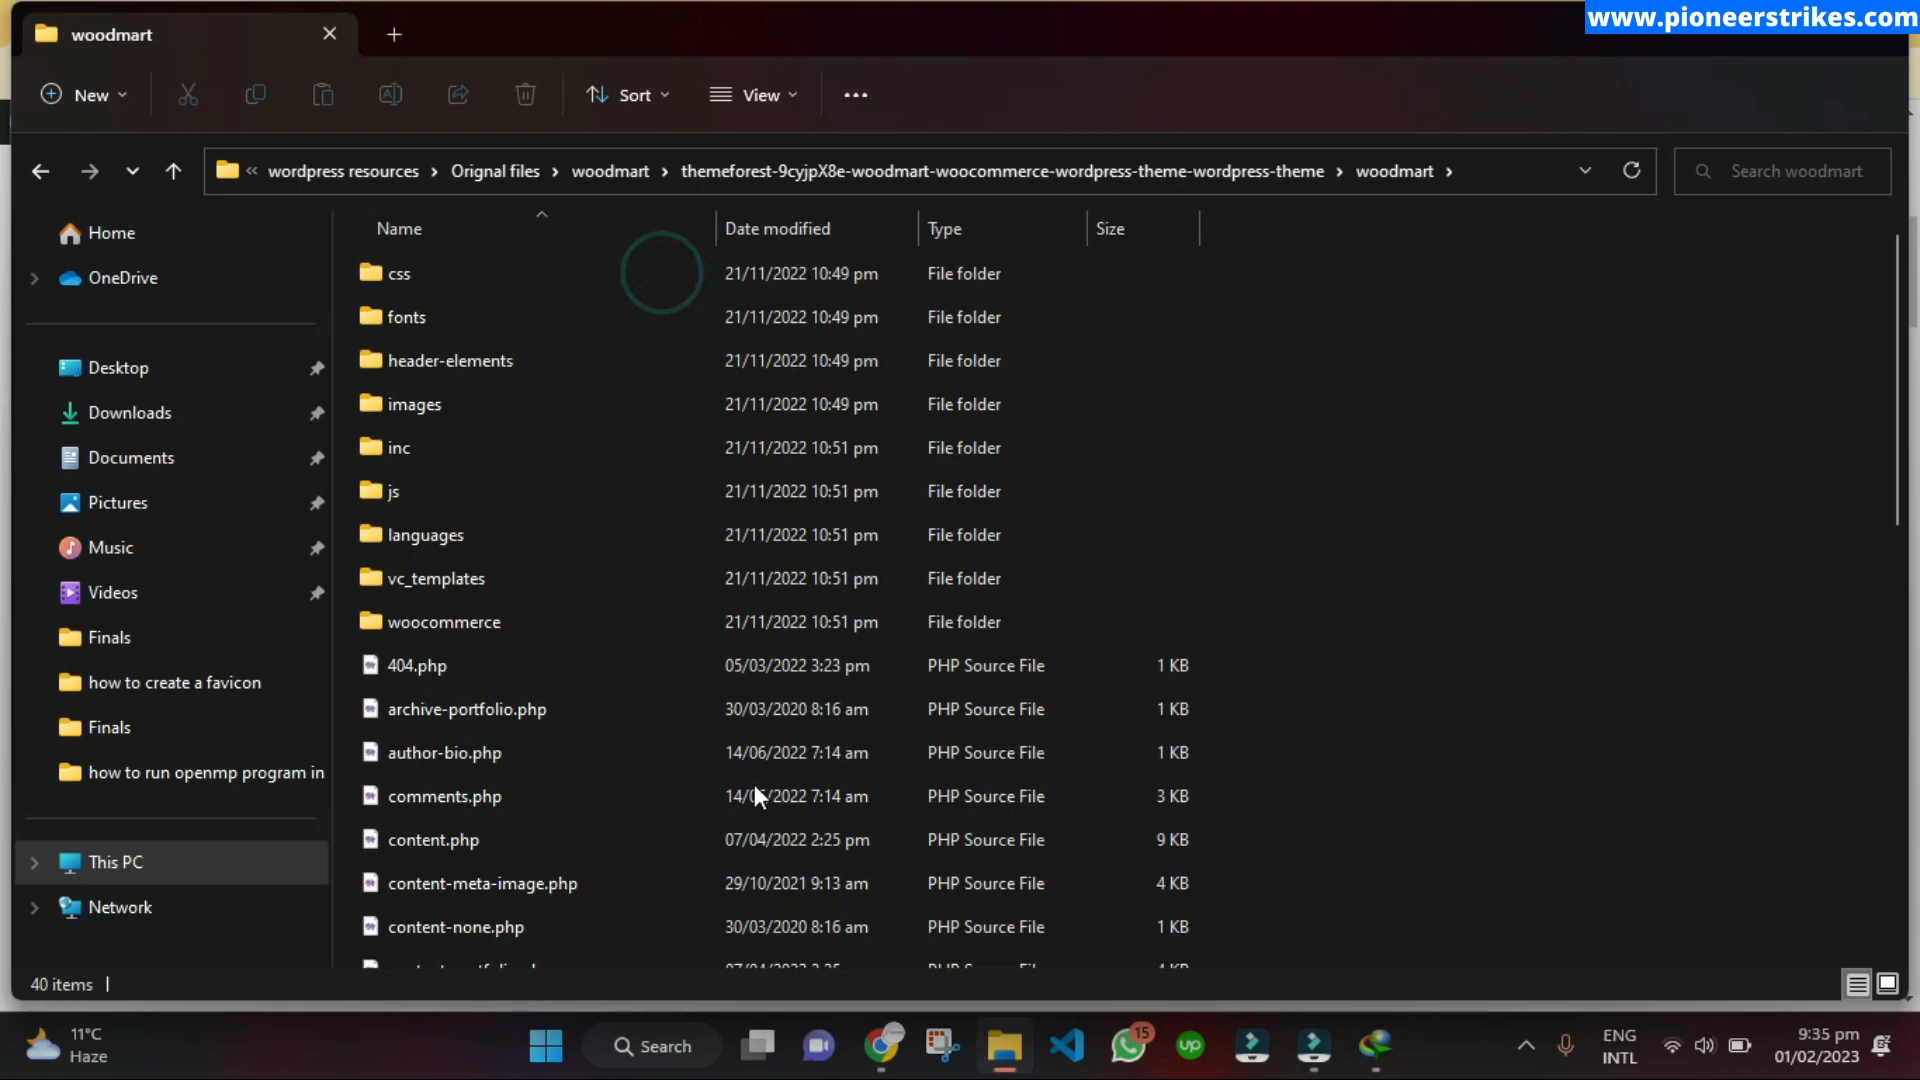 www.pioneerstrikes.com
woodmart
New
Sort
View
wordpress resources
Orignal files
woodmart
themeforest-9cyjpX8e-woodmart-woocommerce-wordpress-theme-wordpress-theme
woodmart
Search woodmart
Home
OneDrive
Desktop
Downloads
Documents
Pictures
Music
Videos
Finals
how to create a favicon
Finals
how to run openmp program in
This PC
Network
Name Date modified Type Size
css 21/11/2022 10:49 pm File folder
fonts 21/11/2022 10:49 pm File folder
header-elements 21/11/2022 10:49 pm File folder
images 21/11/2022 10:49 pm File folder
inc 21/11/2022 10:51 pm File folder
js 21/11/2022 10:51 pm File folder
languages 21/11/2022 10:51 pm File folder
vc_templates 21/11/2022 10:51 pm File folder
woocommerce 21/11/2022 10:51 pm File folder
404.php 05/03/2022 3:23 pm PHP Source File 1 KB
archive-portfolio.php 30/03/2020 8:16 am PHP Source File 1 KB
author-bio.php 14/06/2022 7:14 am PHP Source File 1 KB
comments.php 7:14 am PHP Source File 3 KB
content.php 07/04/2022 2:25 pm PHP Source File 9 KB
content-meta-image.php 29/10/2021 9:13 am PHP Source File 4 KB
content-none.php 30/03/2020 8:16 am PHP Source File 1 KB
40 items
11°C
Haze
Search
15
up
ENG
INTL
9:35 pm
01/02/2023